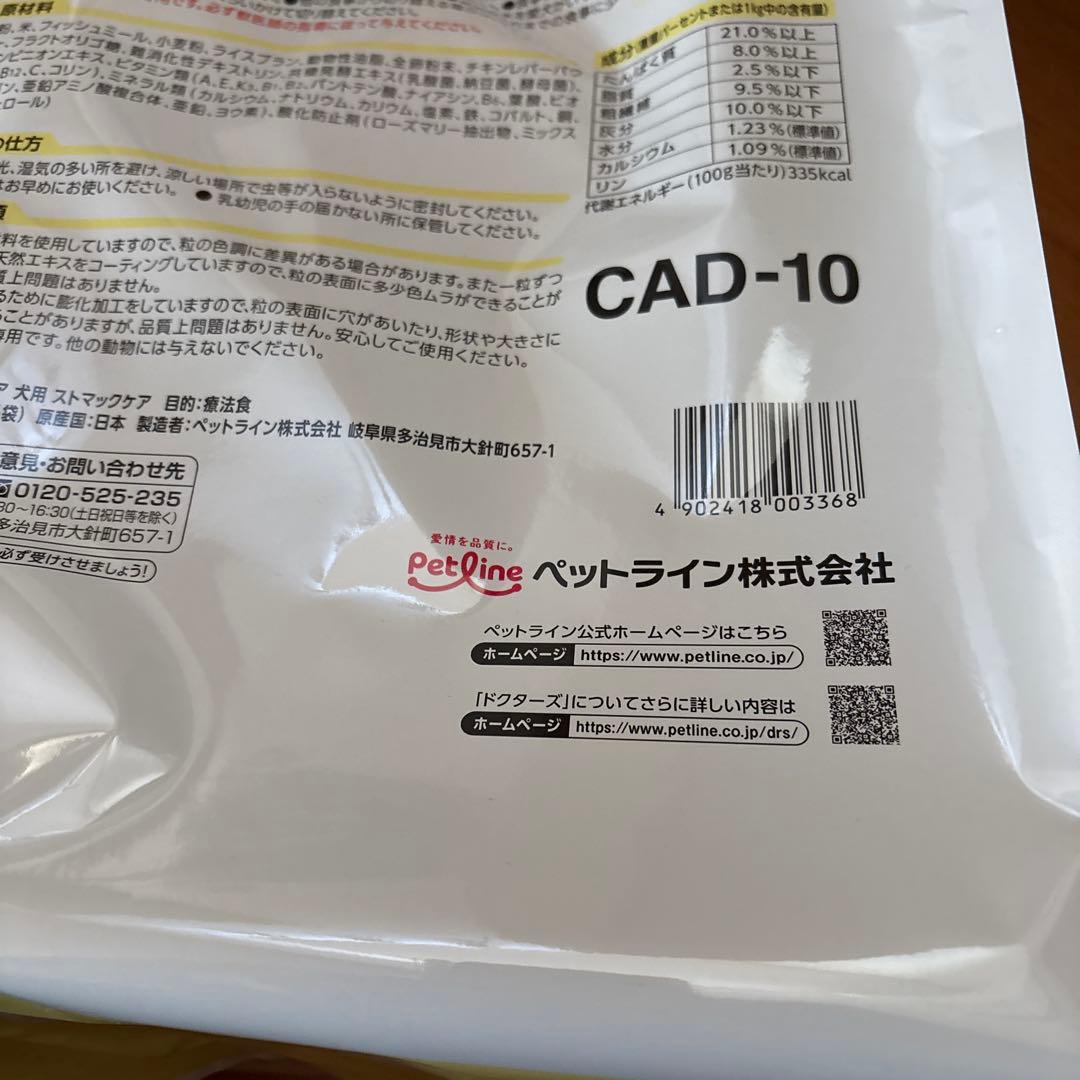 原材料
粉、米、フィッシュミール、小麦粉、ライスブラン、動物性油脂、全卵粉末、チキンレバーパウ
ー、フラクトオリゴ糖、難消化性デキストリン、共棲発酵エキス(乳酸菌、納豆菌、酵母菌)、
ンピニオンエキス、ビタミン類(A、E、K3、B1、B2、パントテン酸、ナイアシン、B6、葉酸、ビオ
B12、C、コリン)、ミネラル類(カルシウム、ナトリウム、カリウム、塩素、鉄、コバルト、銅、
ン、亜鉛アミノ酸複合体、亜鉛、ヨウ素)、酸化防止剤(ローズマリー抽出物、ミックス
ェロール)
の仕方
光、湿気の多い所を避け、涼しい場所で虫等が入らないように密封してください。
はお早めにお使いください。 ●乳幼児の手の届かない所に保管してください。
項
料を使用していますので、粒の色調に差異がある場合があります。また一粒ずつ
天然エキスをコーティングしていますので、粒の表面に多少色ムラができることが
質上問題はありません。
るために膨化加工をしていますので、粒の表面に穴があいたり、形状や大きさに
ることがありますが、品質上問題はありません。安心してご使用ください。
専用です。他の動物には与えないでください。
ア 犬用 ストマックケア 目的:療法食
袋) 原産国:日本 製造者:ペットライン株式会社 岐阜県多治見市大針町657-1
意見・お問い合わせ先
0120-525-235
30〜16:30(土日祝日等を除く)
多治見市大針町657-1
必ず受けさせましょう!
成分(重量パーセントまたは1kg中の含有量)
たんぱく質 21.0%以上
脂質 8.0%以上
粗繊維 2.5%以下
灰分 9.5%以下
水分 10.0%以下
カルシウム 1.23%(標準値)
リン 1.09%(標準値)
代謝エネルギー(100g当たり)335kcal
CAD-10
4 902418 003368
愛情を品質に。
Petline ペットライン株式会社
ペットライン公式ホームページはこちら
ホームページ https://www.petline.co.jp/
「ドクターズ」についてさらに詳しい内容は
ホームページ https://www.petline.co.jp/drs/